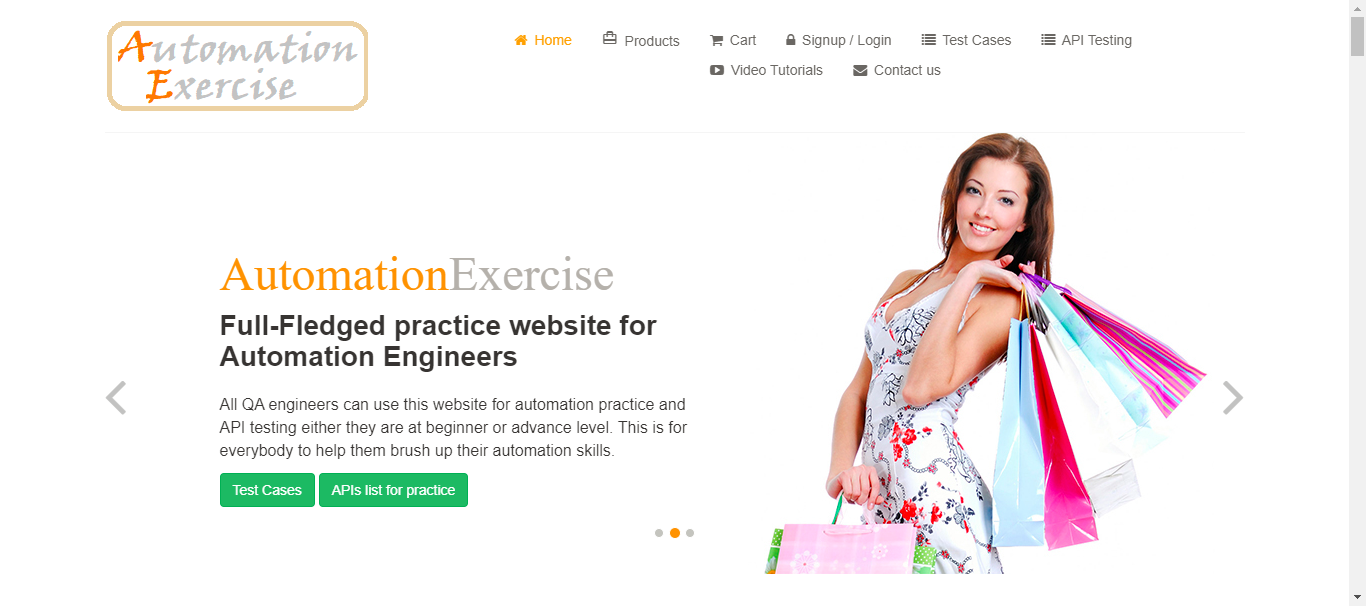 Automation
Exercise
Home Products Cart Signup / Login Test Cases API Testing
Video Tutorials Contact us
AutomationExercise
Full-Fledged practice website for
Automation Engineers
All QA engineers can use this website for automation practice and
API testing either they are at beginner or advance level. This is for
everybody to help them brush up their automation skills.
Test Cases APIs list for practice